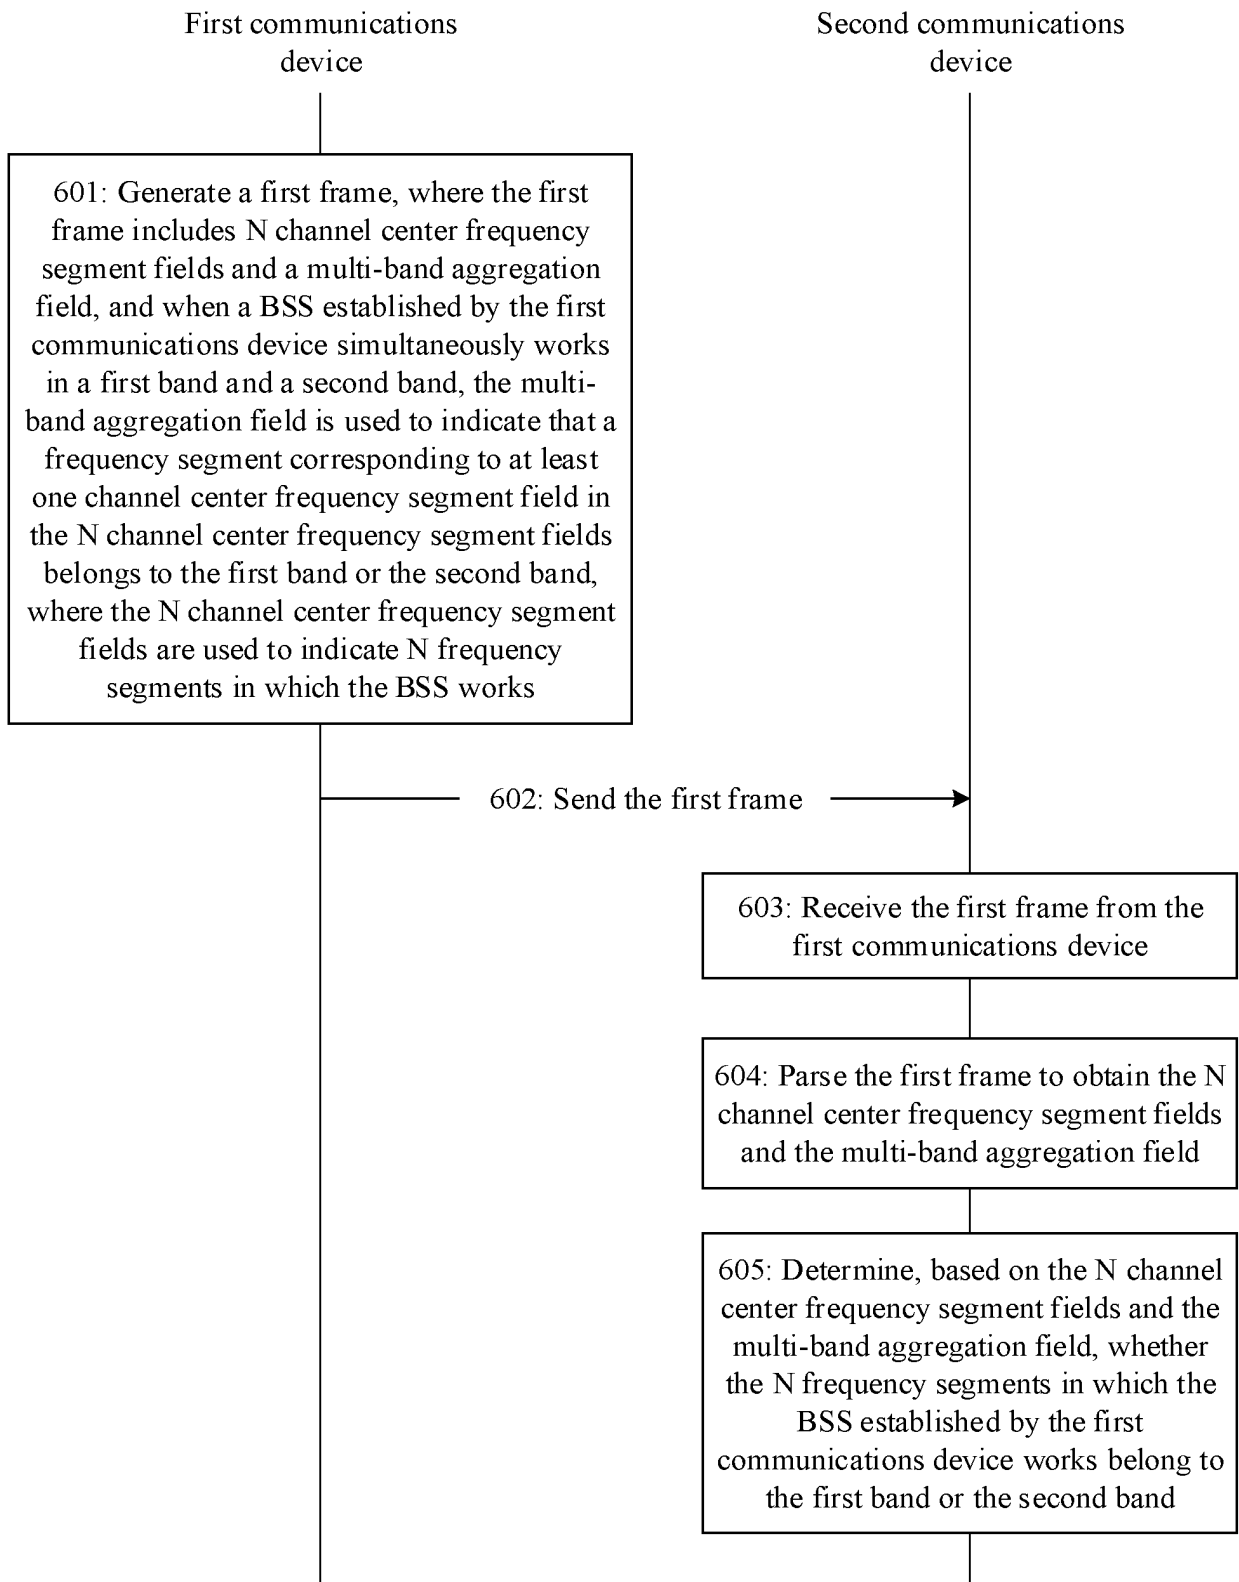 First communications
device
Second communications
device
601: Generate a first frame, where the first
frame includes N channel center frequency
segment fields and a multi-band aggregation
field, and when a BSS established by the first
communications device simultaneously works
in a first band and a second band, the multi-
band aggregation field is used to indicate that a
frequency segment corresponding to at least
one channel center frequency segment field in
the N channel center frequency segment fields
belongs to the first band or the second band,
where the N channel center frequency segment
fields are used to indicate N frequency
segments in which the BSS works
602: Send the first frame
603: Receive the first frame from the
first communications device
604: Parse the first frame to obtain the N
channel center frequency segment fields
and the multi-band aggregation field
605: Determine, based on the N channel
center frequency segment fields and the
multi-band aggregation field, whether
the N frequency segments in which the
BSS established by the first
communications device works belong to
the first band or the second band